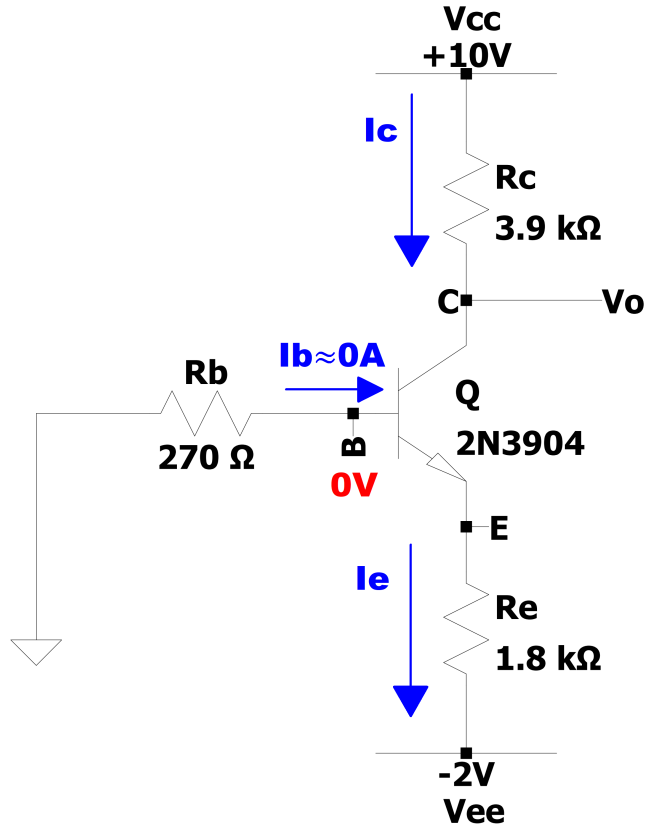 Vcc
+10V
Ic
Rc
3.9 kΩ
C
Vo
Ib≈0A
Rb
Q
270 Ω
B
2N3904
0V
E
Ie
Re
1.8 kΩ
-2V
Vee